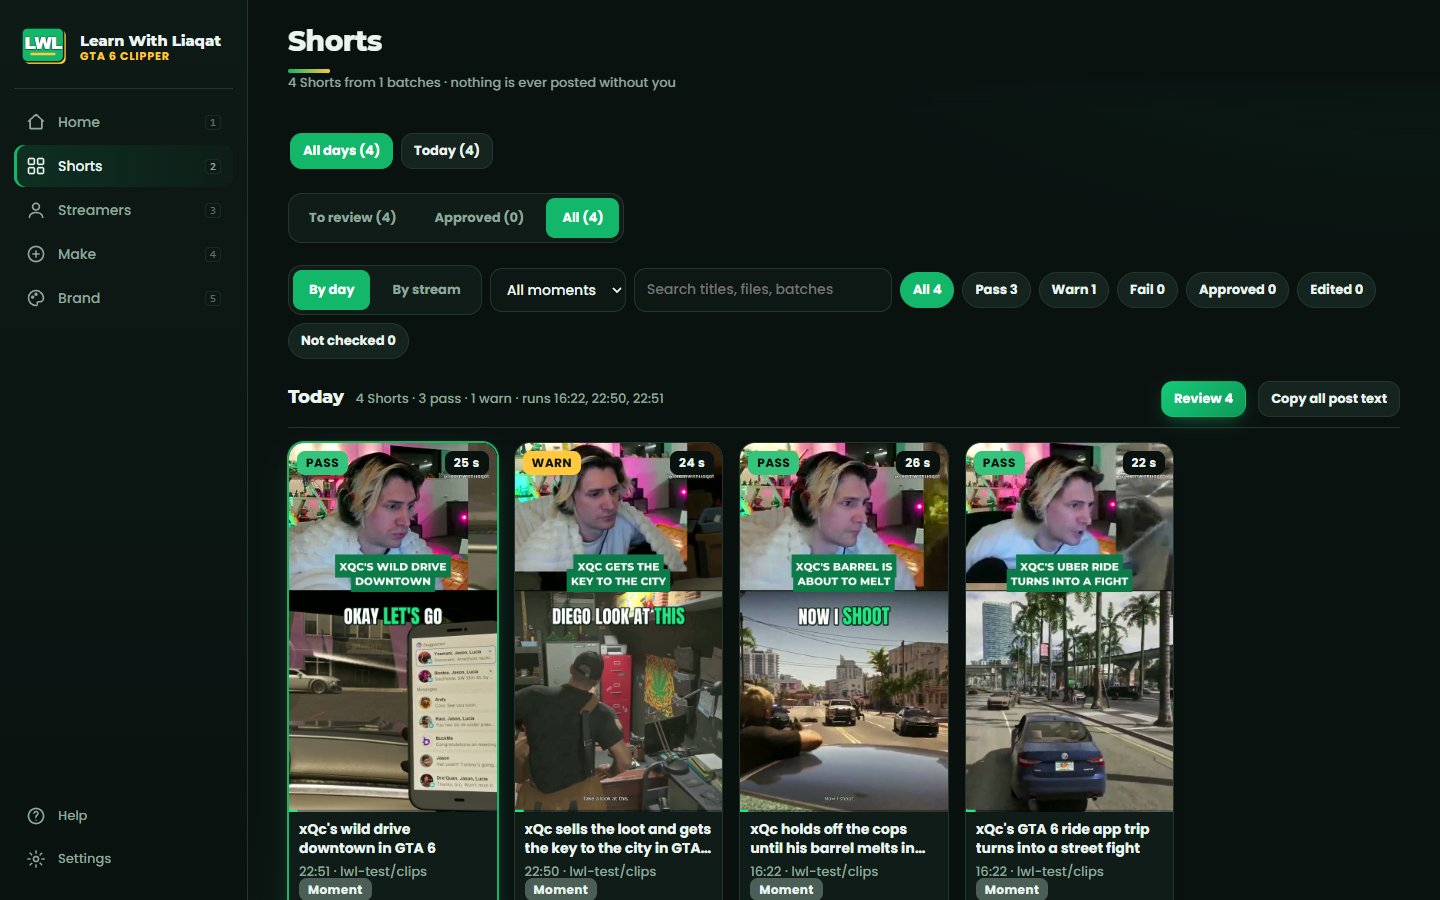 LWL
Learn With Liaqat
GTA 6 CLIPPER
Home
1
Shorts
2
Streamers
3
Make
4
Brand
5
Help
Settings
Shorts
4 Shorts from 1 batches · nothing is ever posted without you
All days (4)
Today (4)
To review (4)
Approved (0)
All (4)
By day
By stream
All moments
Search titles, files, batches
All 4
Pass 3
Warn 1
Fail 0
Approved 0
Edited 0
Not checked 0
Today
4 Shorts · 3 pass · 1 warn · runs 16:22, 22:50, 22:51
Review 4
Copy all post text
PASS
25 s
XQC'S WILD DRIVE
DOWNTOWN
OKAY LET'S GO
Messages
Andy
BuckMe
Jason
xQc's wild drive
downtown in GTA 6
22:51 · lwl-test/clips
Moment
WARN
24 s
XQC GETS THE
KEY TO THE CITY
DIEGO LOOK AT THIS
Take a look at this.
xQc sells the loot and gets
the key to the city in GTA...
22:50 · lwl-test/clips
Moment
PASS
26 s
XQC'S BARREL IS
ABOUT TO MELT
NOW I SHOOT
Now I shoot
xQc holds off the cops
until his barrel melts in...
16:22 · lwl-test/clips
Moment
PASS
22 s
XQC'S UBER RIDE
TURNS INTO A FIGHT
xQc's GTA 6 ride app trip
turns into a street fight
16:22 · lwl-test/clips
Moment